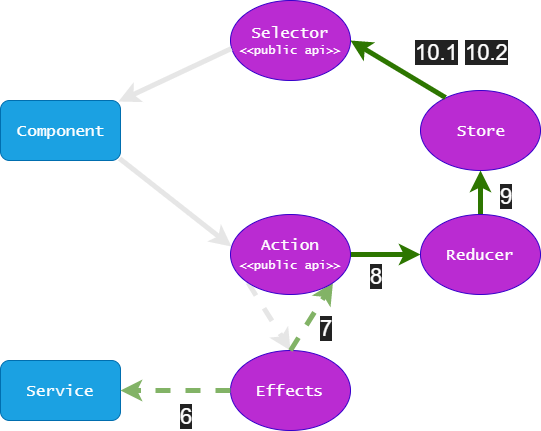 Selector
<<public api>>
10.1 10.2
Component
Store
9
Action
<<public api>>
8
Reducer
7
Service
6
Effects